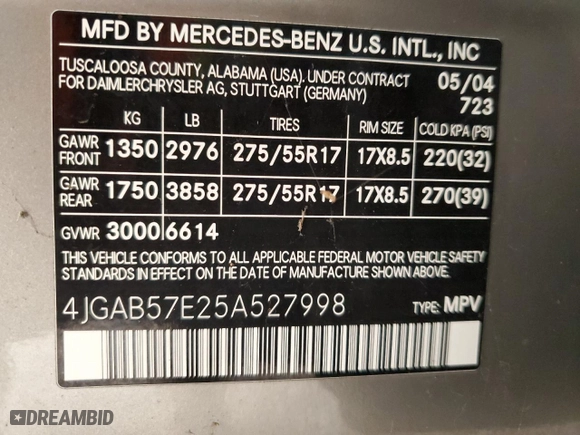 MFD BY MERCEDES-BENZ U.S. INTL., INC
TUSCALOOSA COUNTY, ALABAMA (USA). UNDER CONTRACT 05/04
FOR DAIMLERCHRYSLER AG, STUTTGART (GERMANY) 723
KG LB TIRES RIM SIZE COLD KPA (PSI)
GAWR FRONT 1350 2976 275/55R17 17X8.5 220(32)
GAWR REAR 1750 3858 275/55R17 17X8.5 270(39)
GVWR 3000 6614
THIS VEHICLE CONFORMS TO ALL APPLICABLE FEDERAL MOTOR VEHICLE SAFETY
STANDARDS IN EFFECT ON THE DATE OF MANUFACTURE SHOWN ABOVE.
4JGAB57E25A527998 TYPE: MPV
DREAMBID